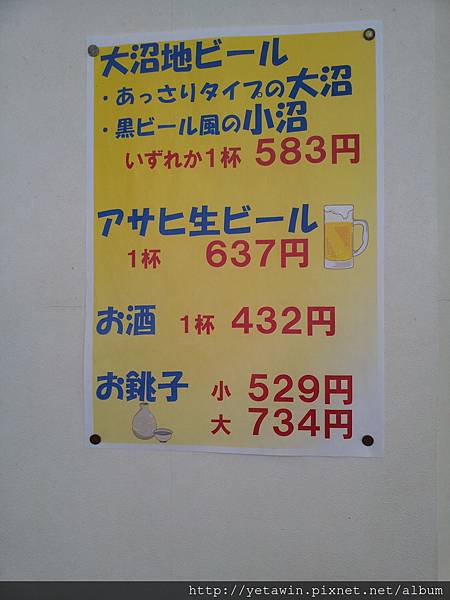 大沼地ビール
・あっさりタイプの大沼
・黒ビール風の小沼
いずれか1杯 583円
アサヒ生ビール
1杯 637円
お酒 1杯 432円
お銚子 小 529円
大 734円
http://yetawin.pixnet.net/album